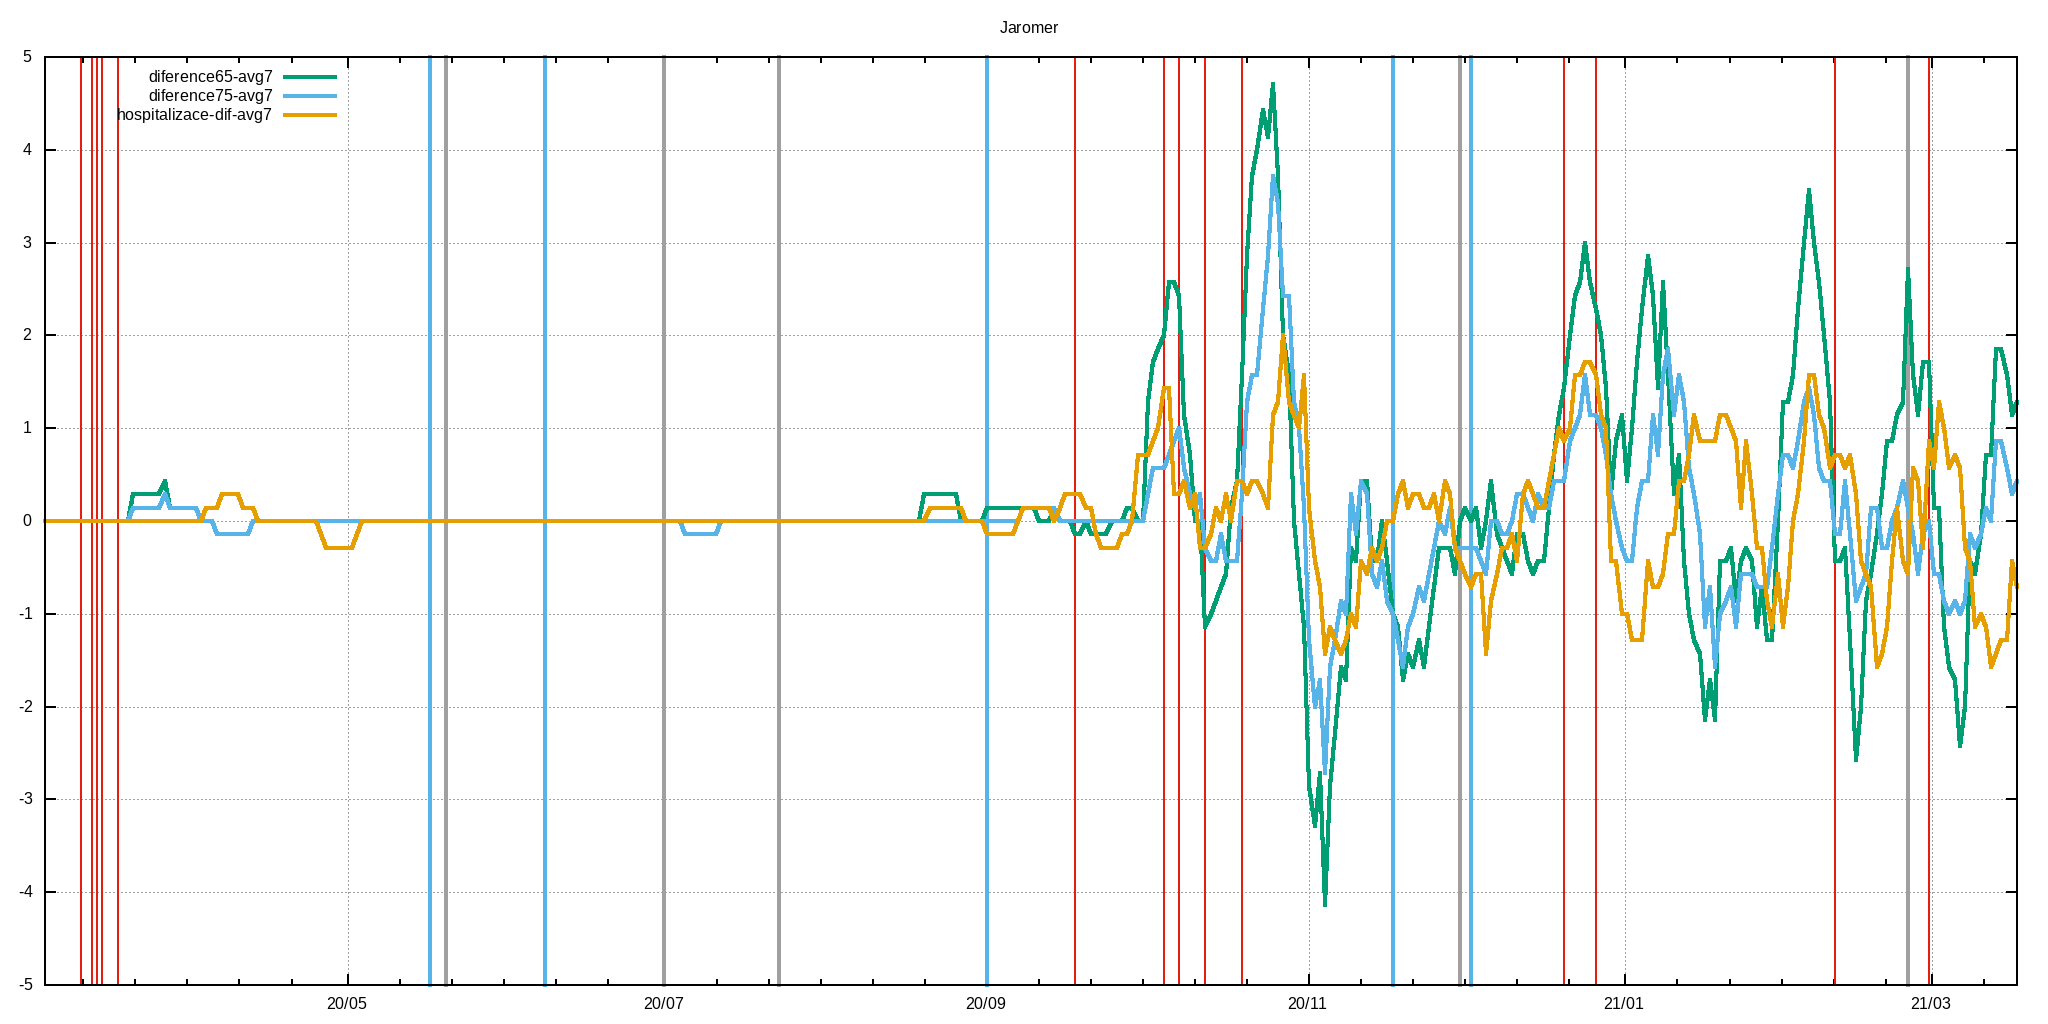 Jaromer
5
4
3
2
1
0
-1
-2
-3
-4
-5
diference65-avg7
diference75-avg7
hospitalizace-dif-avg7
20/05 20/07 20/09 20/11 21/01 21/03